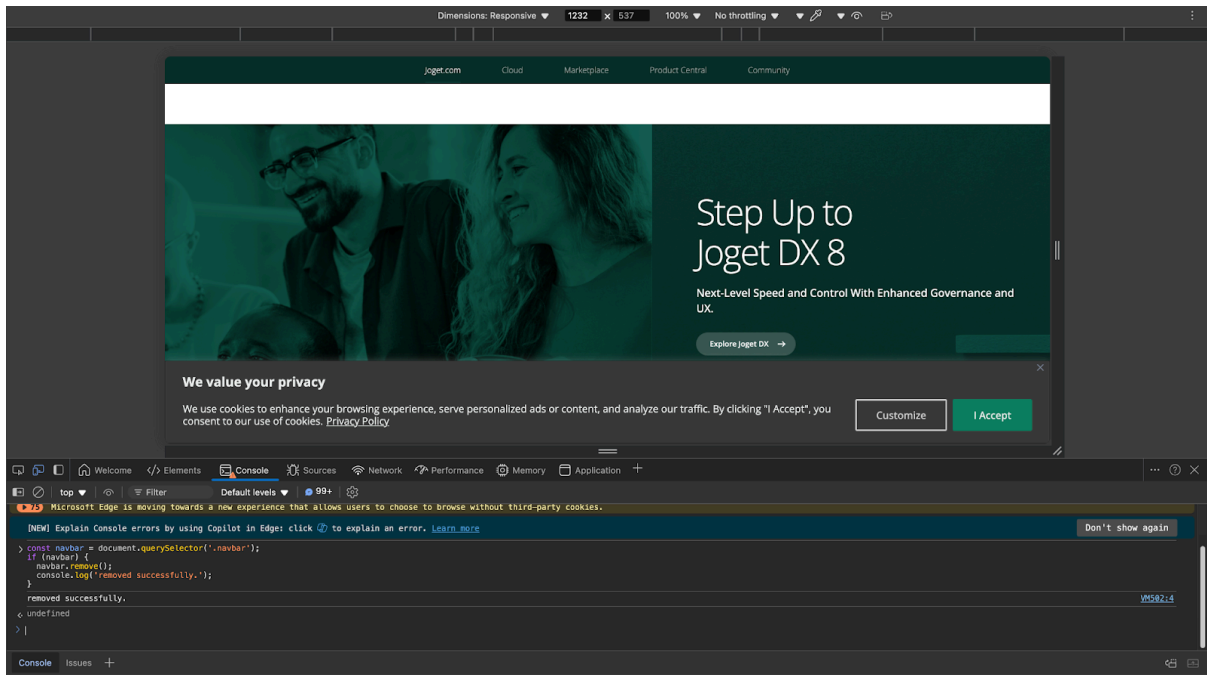 Dimensions: Responsive ▼ 1232 x 537 100% ▼ No throttling ▼
Joget.com Cloud Marketplace Product Central Community
Step Up to
Joget DX 8
Next-Level Speed and Control With Enhanced Governance and
UX.
Explore Joget DX →
We value your privacy
We use cookies to enhance your browsing experience, serve personalized ads or content, and analyze our traffic. By clicking "I Accept", you
consent to our use of cookies. Privacy Policy
Customize
I Accept
Welcome </> Elements Console Sources Network Performance Memory Application +
top ▼ Filter Default levels ▼ 99+
75 Microsoft Edge is moving towards a new experience that allows users to choose to browse without third-party cookies.
[NEW] Explain Console errors by using Copilot in Edge: click to explain an error. Learn more Don't show again
> const navbar = document.querySelector('.navbar');
if (navbar) {
navbar.remove();
console.log('removed successfully.');
}
removed successfully. VM502:4
undefined
>
Console Issues +